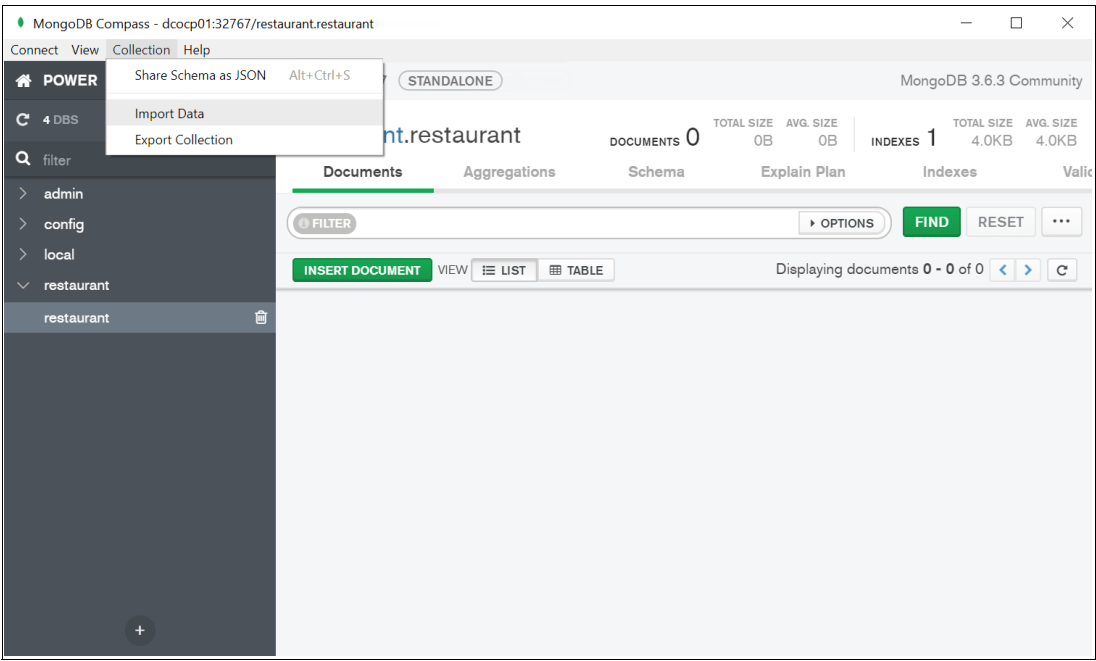 MongoDB Compass - dcocp01:32767/restaurant.restaurant
Connect View Collection Help
Share Schema as JSON Alt+Ctrl+S
Import Data
Export Collection
POWER
STANDALONE
MongoDB 3.6.3 Community
4 DBS
filter
admin
config
local
restaurant
restaurant
nt.restaurant
DOCUMENTS 0
TOTAL SIZE AVG. SIZE
0B 0B
INDEXES 1
TOTAL SIZE AVG. SIZE
4.0KB 4.0KB
Documents Aggregations Schema Explain Plan Indexes Valid
FILTER
OPTIONS
FIND RESET ...
INSERT DOCUMENT VIEW LIST TABLE
Displaying documents 0 - 0 of 0
+